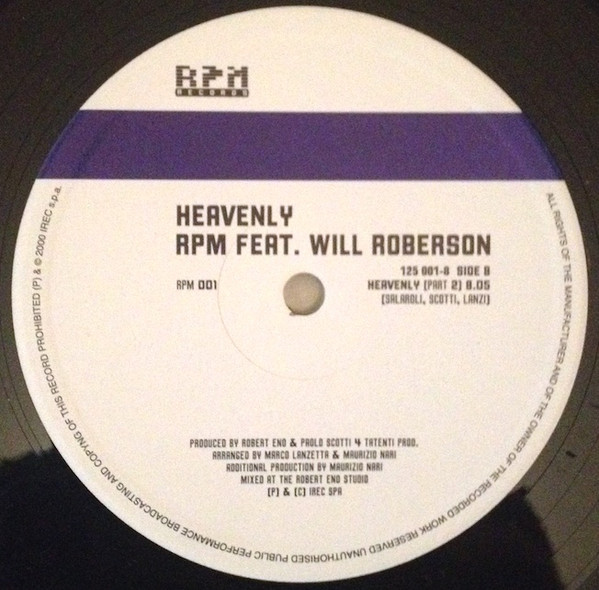 RPM
RECORDS
HEAVENLY
RPM FEAT. WILL ROBERSON
125 001-8 SIDE B
RPM 001 HEAVENLY (PART 2) 8.05
(SALAROLI, SCOTTI, LANZI)
PRODUCED BY ROBERT ENO & PAOLO SCOTTI 4 TATENTI PROD.
ARRANGED BY MARCO LANZETTA & MAURIZIO NARI
ADDITIONAL PRODUCTION BY MAURIZIO NARI
MIXED AT THE ROBERT ENO STUDIO
(P) & (C) IREC SPA
ALL RIGHTS OF THE MANUFACTURER AND OF THE OWNER OF THE RECORDED WORK RESERVED UNAUTHORISED PUBLIC PERFORMANCE BROADCASTING AND COPYNG OF THIS RECORD PROHIBITED (P) & © 2000 IREC s.p.a.